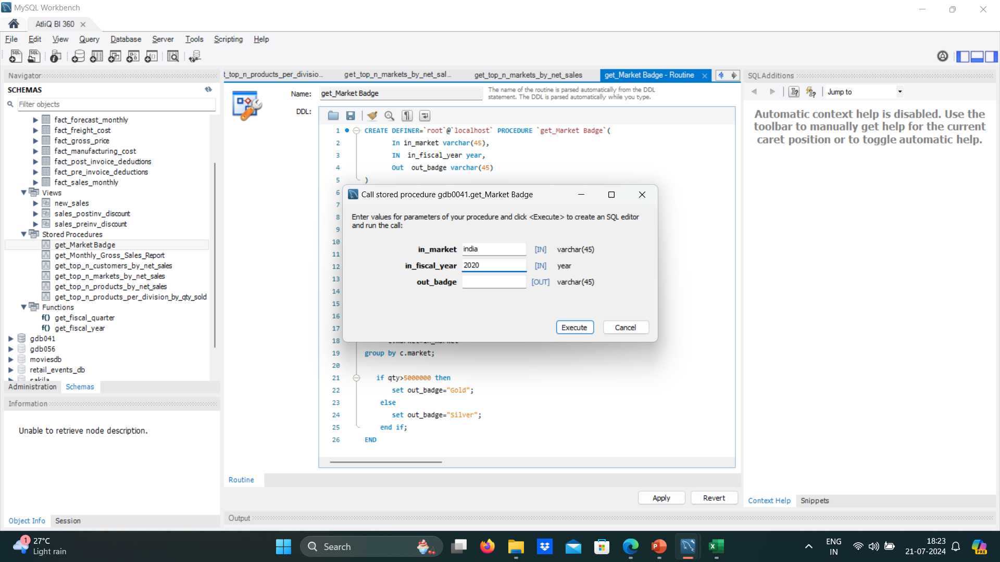 MySQL Workbench
AtliQ BI 360
File Edit View Query Database Server Tools Scripting Help
Navigator
SCHEMAS
Filter objects
fact_forecast_monthly
fact_freight_cost
fact_gross_price
fact_manufacturing_cost
fact_post_invoice_deductions
fact_pre_invoice_deductions
fact_sales_monthly
Views
new_sales
sales_postinv_discount
sales_preinv_discount
Stored Procedures
get_Market Badge
get_Monthly_Gross_Sales_Report
get_top_n_customers_by_net_sales
get_top_n_markets_by_net_sales
get_top_n_products_by_net_sales
get_top_n_products_per_division_by_qty_sold
Functions
f() get_fiscal_quarter
f() get_fiscal_year
gdb041
gdb056
moviesdb
retail_events_db
sakila
Administration Schemas
Information
Unable to retrieve node description.
Object Info Session
t_top_n_products_per_divisio... get_top_n_markets_by_net_sal... get_top_n_markets_by_net_sales get_Market Badge - Routine
Name: get_Market Badge
The name of the routine is parsed automatically from the DDL
statement. The DDL is parsed automatically while you type.
DDL:
1 CREATE DEFINER=`root`@`localhost` PROCEDURE `get_Market Badge`(
2 In in_market varchar(45),
3 IN in_fiscal_year year,
4 Out out_badge varchar(45)
5 )
6
7
8
9
10
11
12
13
14
15
16
17
18
19 group by c.market;
20
21 if qty>5000000 then
22 set out_badge="Gold";
23 else
24 set out_badge="Silver";
25 end if;
26 END
Call stored procedure gdb0041.get_Market Badge
Enter values for parameters of your procedure and click <Execute> to create an SQL editor
and run the call:
in_market india [IN] varchar(45)
in_fiscal_year 2020 [IN] year
out_badge [OUT] varchar(45)
Execute Cancel
Routine
Apply Revert
Output
SQLAdditions
Jump to
Automatic context help is disabled. Use the
toolbar to manually get help for the current
caret position or to toggle automatic help.
Context Help Snippets
1
27°C
Light rain
Search
ENG
IN
18:23
21-07-2024
PRE